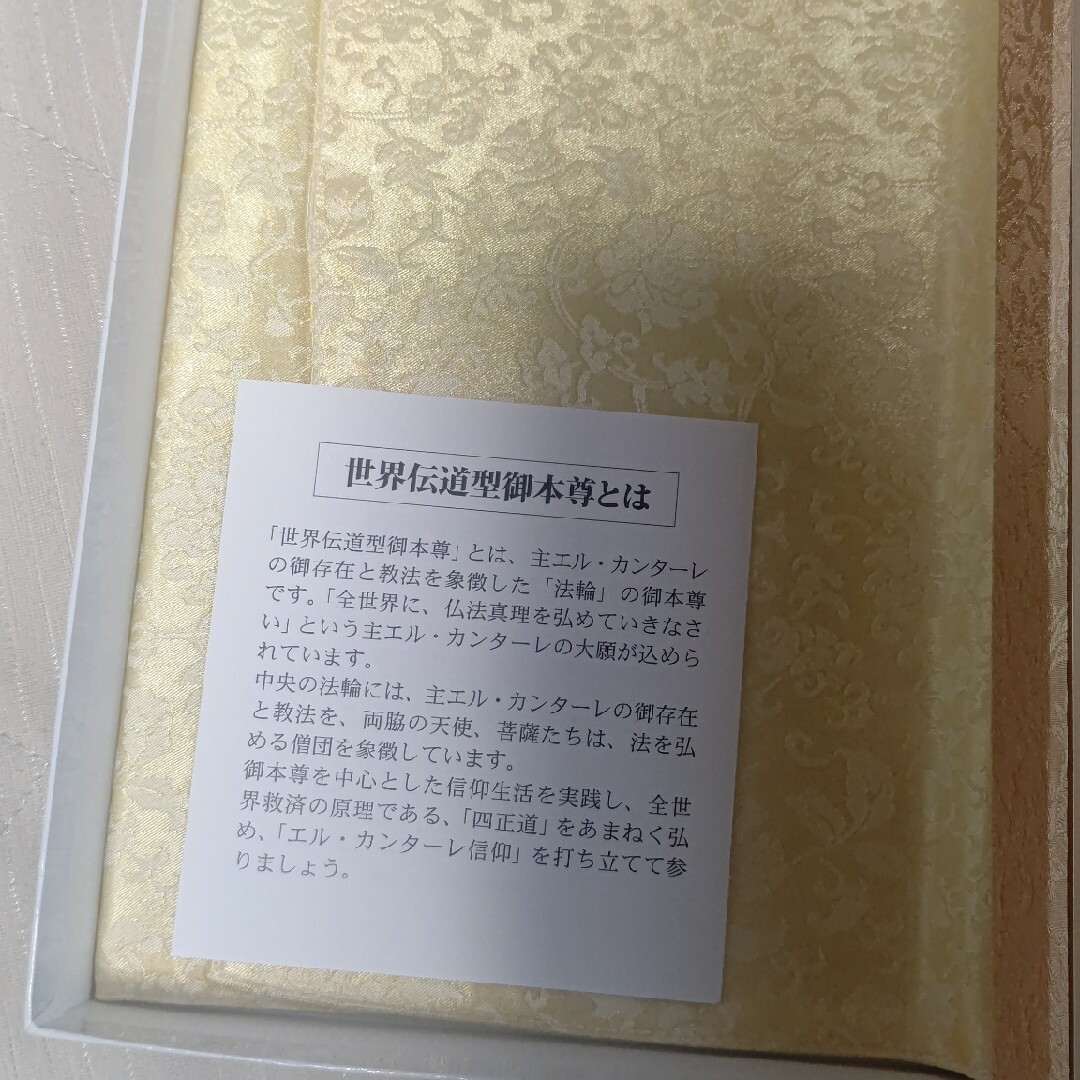 世界伝道型御本尊とは
「世界伝道型御本尊」とは、主エル・カンターレ
の御存在と教法を象徴した「法輪」の御本尊
です。「全世界に、仏法真理を弘めていきなさ
い」という主エル・カンターレの大願が込めら
れています。
中央の法輪には、主エル・カンターレの御存在
と教法を、両脇の天使、菩薩たちは、法を弘
める僧団を象徴しています。
御本尊を中心とした信仰生活を実践し、全世
界救済の原理である、「四正道」をあまねく弘
め、「エル・カンターレ信仰」を打ち立てて参
りましょう。